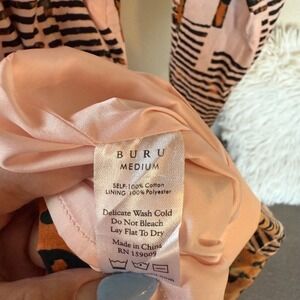 BURU
MEDIUM
SELF: 100% Cotton
LINING: 100% Polyester
Delicate Wash Cold
Do Not Bleach
Lay Flat To Dry
Made in China
RN 159009